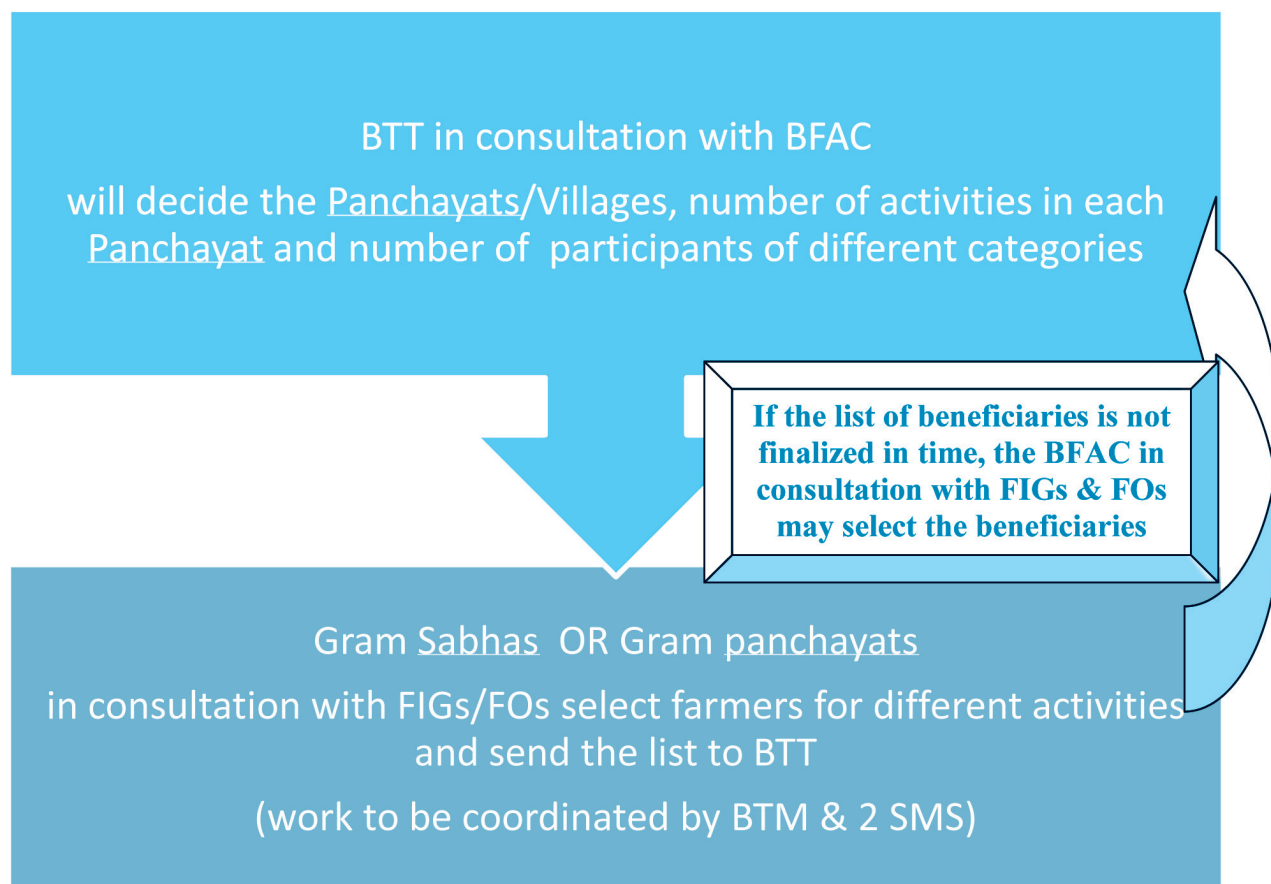 BTT in consultation with BFAC
will decide the Panchayats/Villages, number of activities in each
Panchayat and number of participants of different categories
If the list of beneficiaries is not
finalized in time, the BFAC in
consultation with FIGs & FOs
may select the beneficiaries
Gram Sabhas OR Gram panchayats
in consultation with FIGs/FOs select farmers for different activities
and send the list to BTT
(work to be coordinated by BTM & 2 SMS)